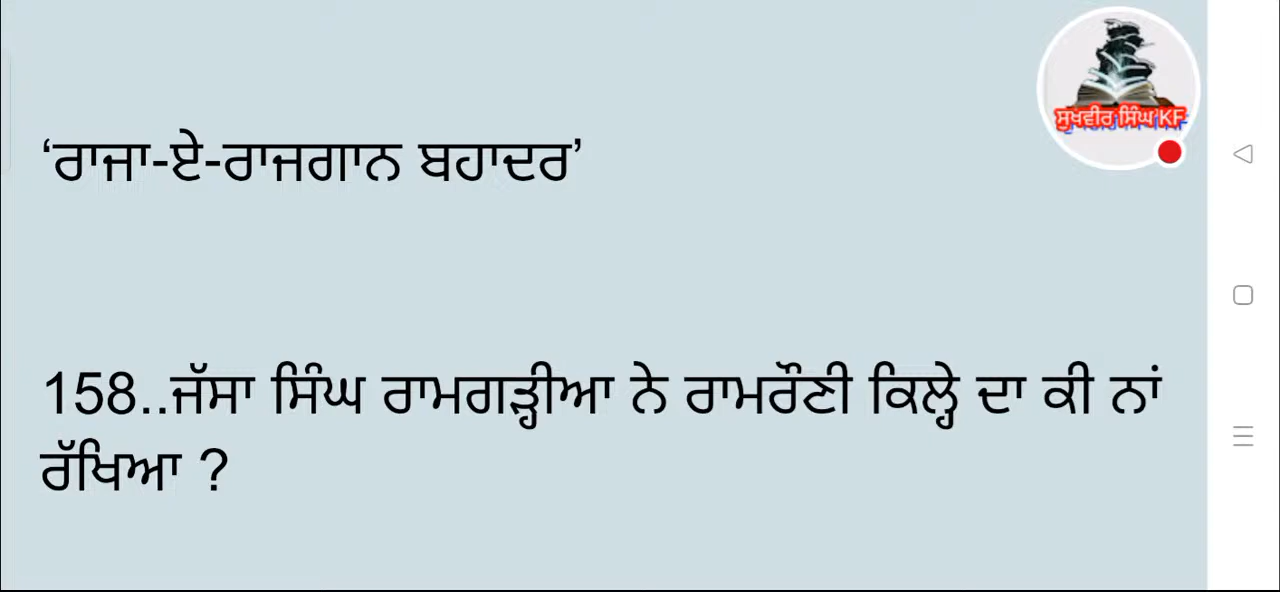 ਸੁਖਵੀਰ ਸਿੰਘ KF
‘ਰਾਜਾ-ਏ-ਰਾਜਗਾਨ ਬਹਾਦਰ’
158..ਜੱਸਾ ਸਿੰਘ ਰਾਮਗੜ੍ਹੀਆ ਨੇ ਰਾਮਰੌਣੀ ਕਿਲ੍ਹੇ ਦਾ ਕੀ ਨਾਂ
ਰੱਖਿਆ ?